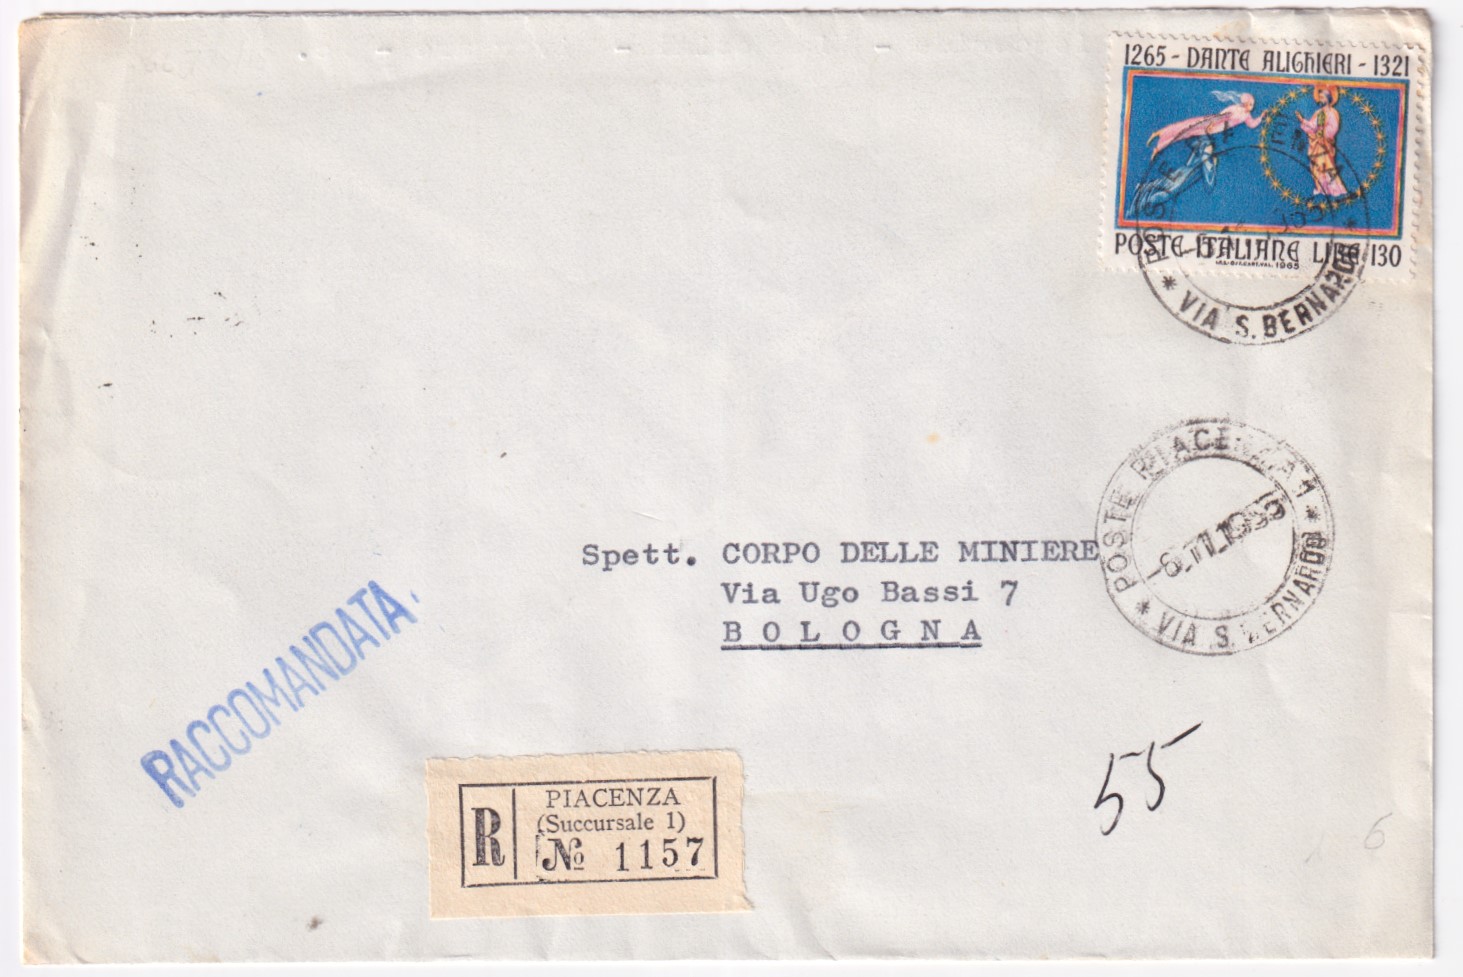 1265 - DANTE ALIGHIERI - 1321
POSTE ITALIANE LIRE 130
* VIA S. BERNARDO *
POSTE PIACENZA 1
* VIA S. BERNARDO *
Spett. CORPO DELLE MINIERE
Via Ugo Bassi 7
BOLOGNA
RACCOMANDATA
55
6
R
PIACENZA
(Succursale 1)
No 1157